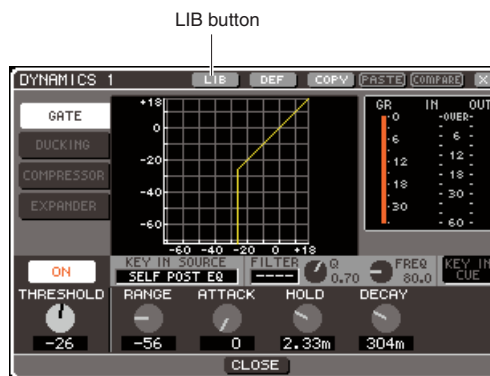 LIB button
DYNAMICS 1 LIB DEF COPY PASTE COMPARE X
GATE
DUCKING
COMPRESSOR
EXPANDER
+18
0
-20
-40
-60
-60 -40 -20 0 +18
GR IN OUT
0 -OVER-
6 6
12 12
18 18
30 30
60
ON
KEY IN SOURCE
SELF POST EQ
FILTER
----
Q
0.70
FREQ
80.0
KEY IN
CUE
THRESHOLD RANGE ATTACK HOLD DECAY
-26 -56 0 2.33m 304m
CLOSE